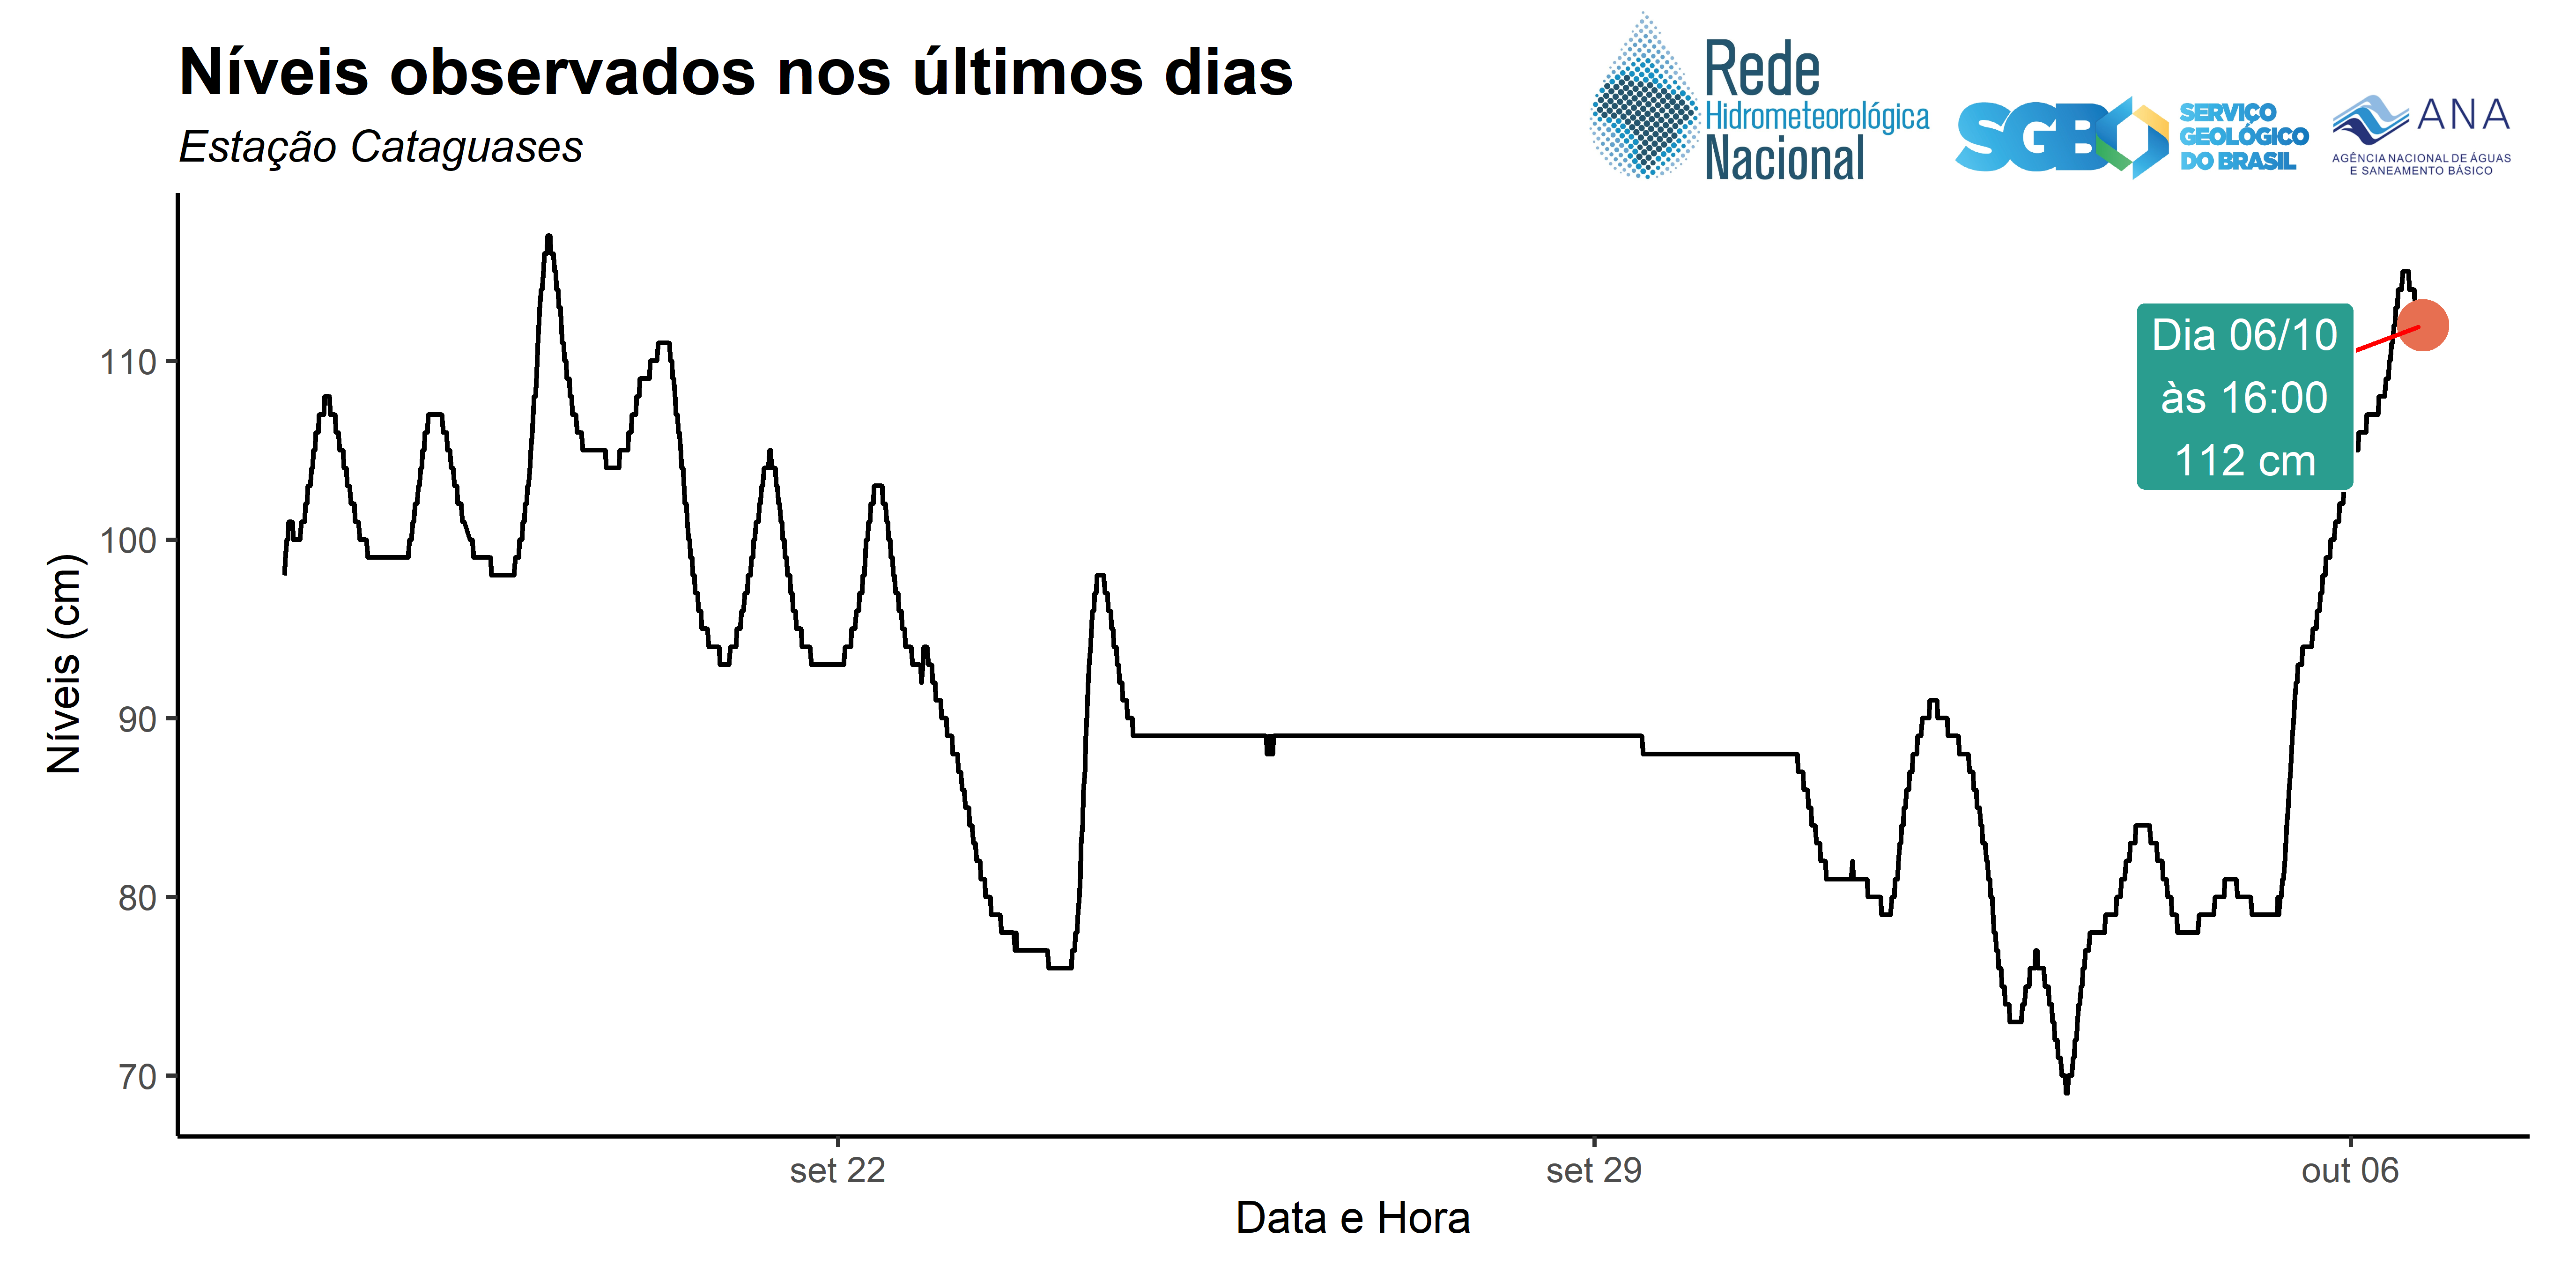 Níveis observados nos últimos dias
Estação Cataguases
Rede
Hidrometeorológica
Nacional
SGB
SERVIÇO
GEOLÓGICO
DO BRASIL
ANA
AGÊNCIA NACIONAL DE ÁGUAS
E SANEAMENTO BÁSICO
Níveis (cm)
110
100
90
80
70
Dia 06/10
às 16:00
112 cm
set 22
set 29
out 06
Data e Hora